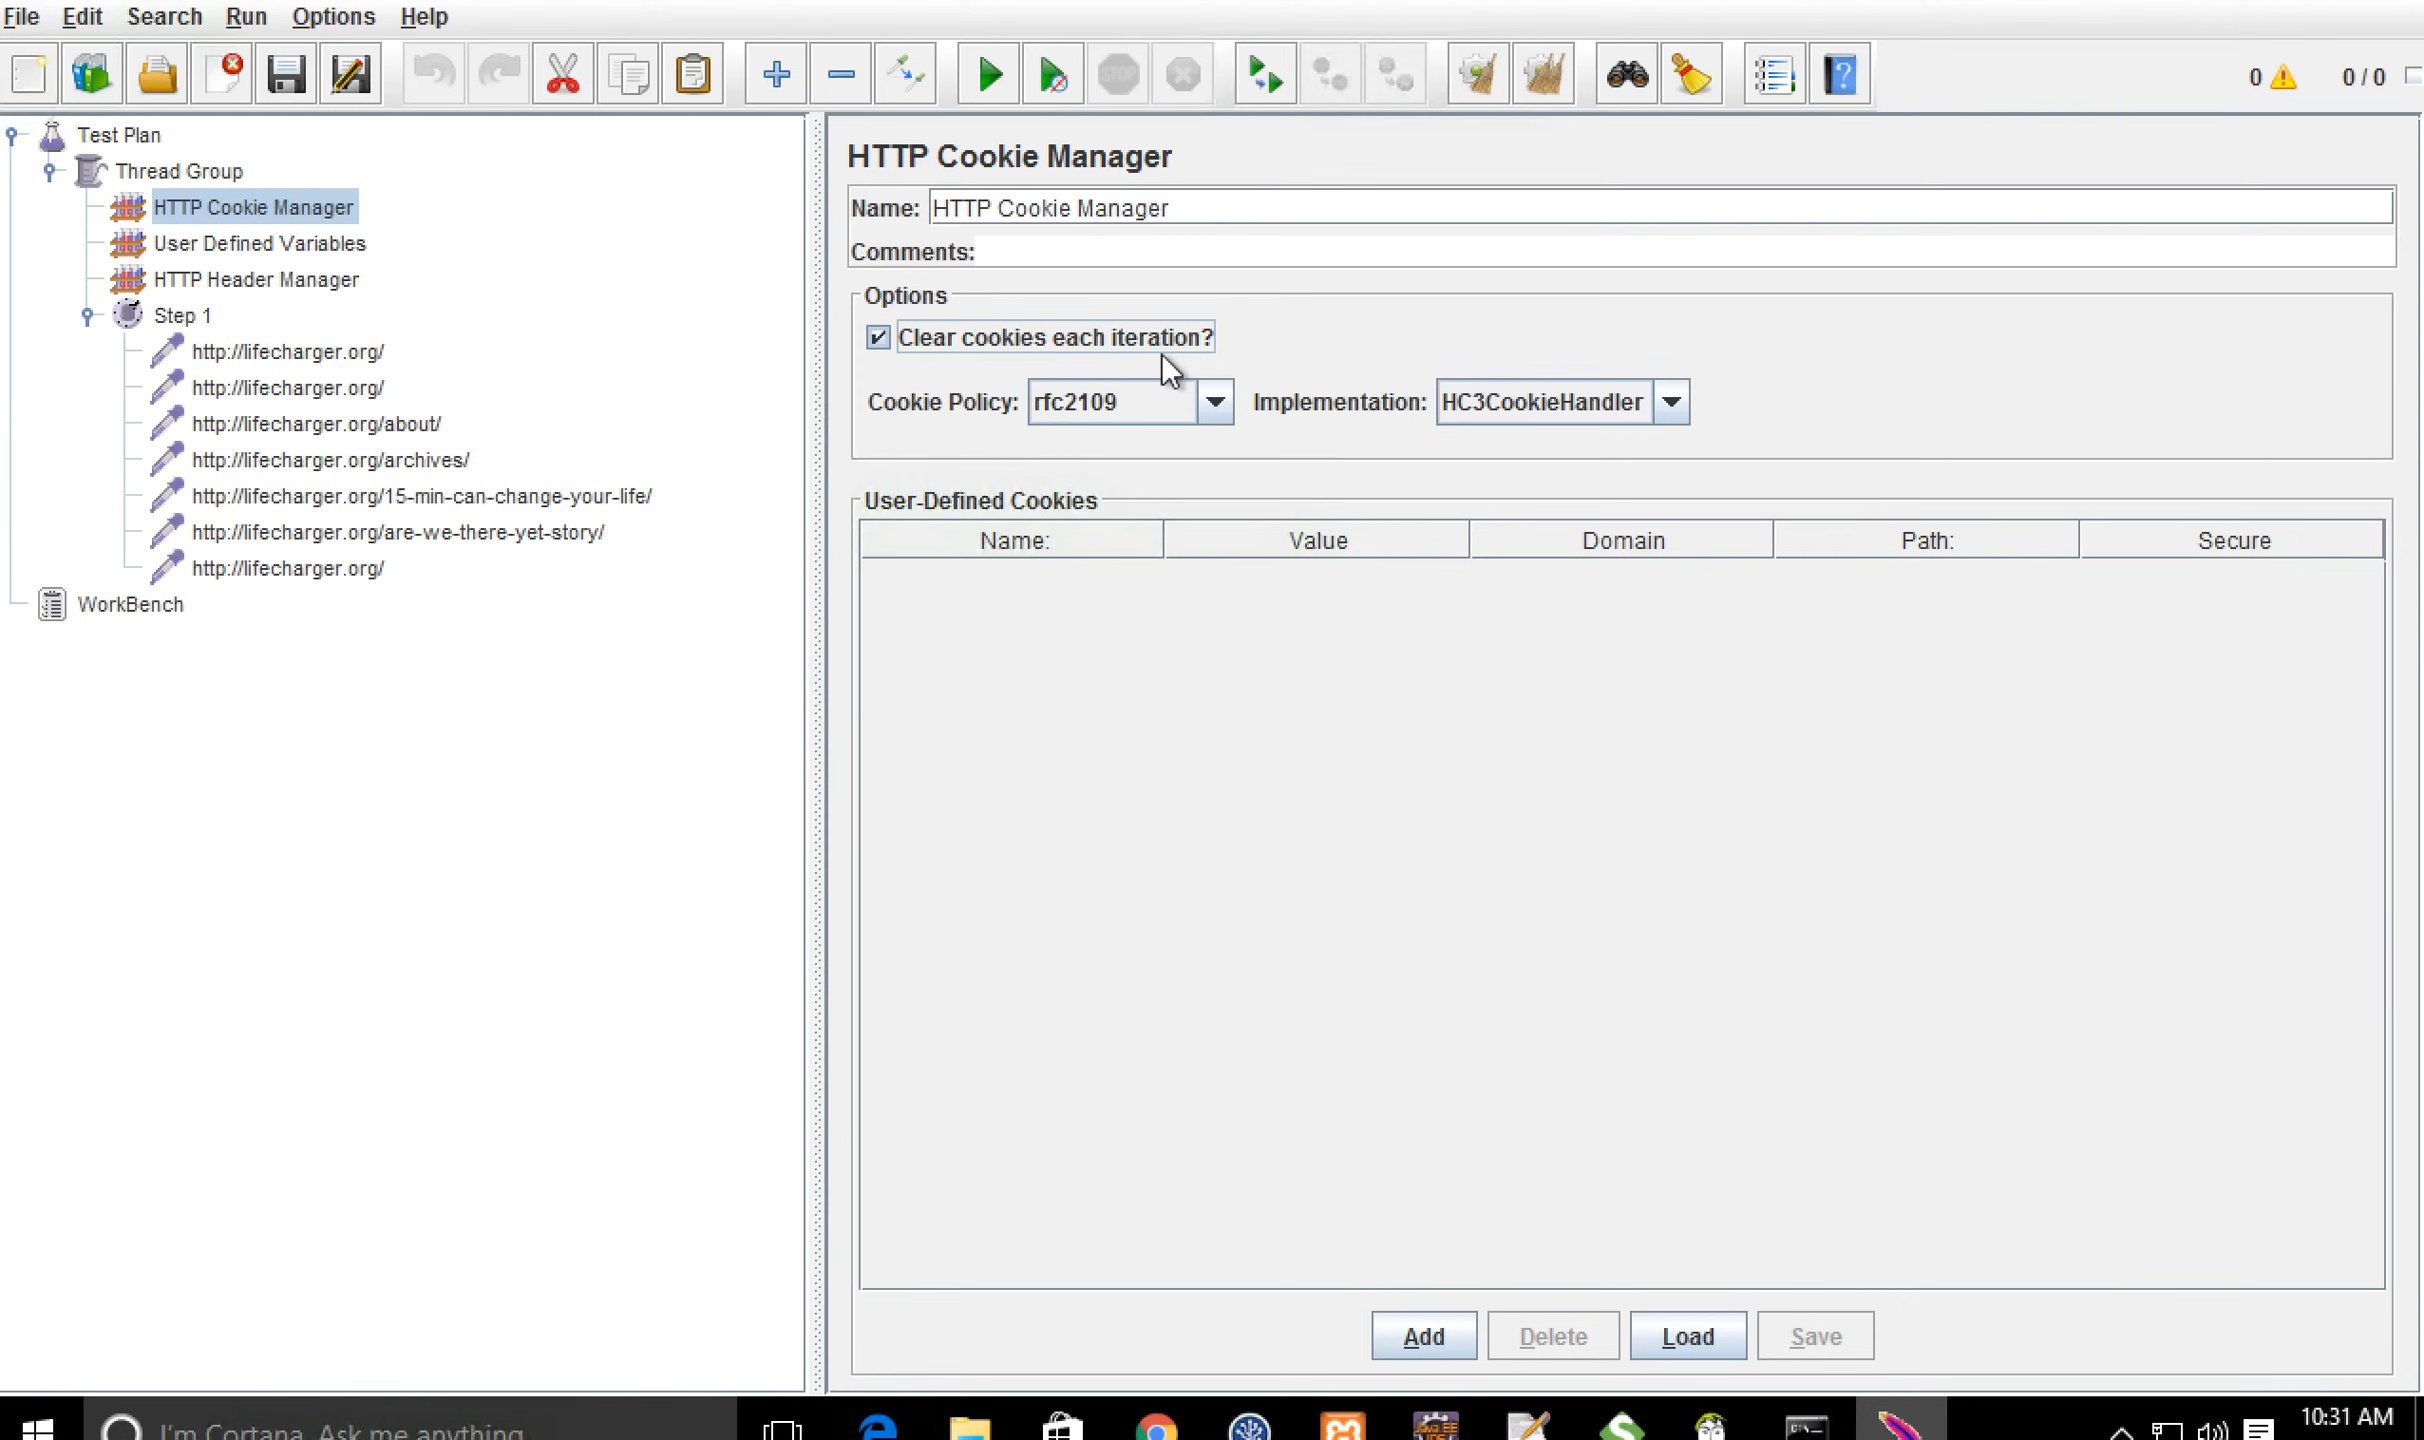 File Edit Search Run Options Help
STOP
0 0 / 0
Test Plan
Thread Group
HTTP Cookie Manager
User Defined Variables
HTTP Header Manager
Step 1
http://lifecharger.org/
http://lifecharger.org/
http://lifecharger.org/about/
http://lifecharger.org/archives/
http://lifecharger.org/15-min-can-change-your-life/
http://lifecharger.org/are-we-there-yet-story/
http://lifecharger.org/
WorkBench
HTTP Cookie Manager
Name: HTTP Cookie Manager
Comments:
Options
Clear cookies each iteration?
Cookie Policy: rfc2109 Implementation: HC3CookieHandler
User-Defined Cookies
Name: Value Domain Path: Secure
Add Delete Load Save
I'm Cortana. Ask me anything.
10:31 AM